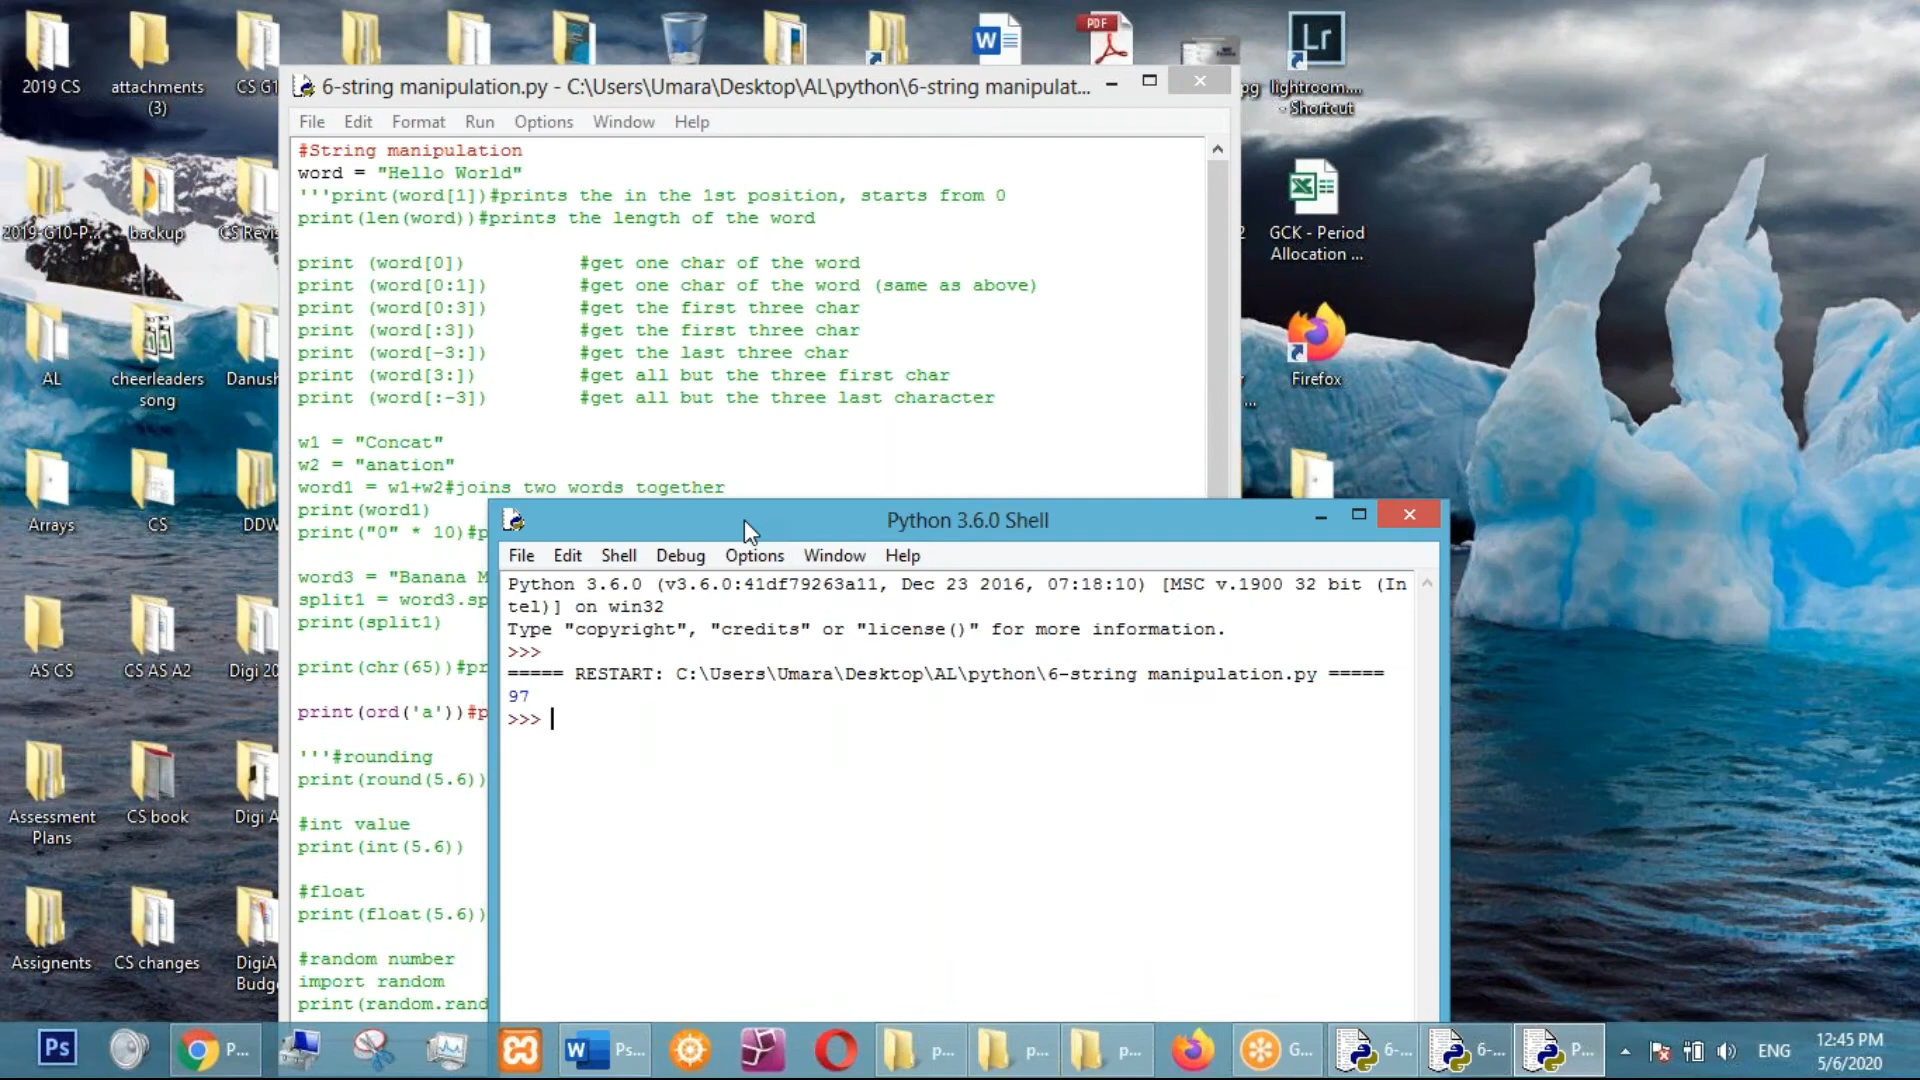 2019 CS
attachments
(3)
CS G1
lightroom....
- Shortcut
2019-G10-P...
backup
CS Revis
GCK - Period
Allocation ...
AL
cheerleaders
song
Danush
Firefox
Arrays
CS
DDW
AS CS
CS AS A2
Digi 20
Assessment
Plans
CS book
Digi A
Assignents
CS changes
DigiA
Budge
PDF
W
Lr
6-string manipulation.py - C:\Users\Umara\Desktop\AL\python\6-string manipulat...
File Edit Format Run Options Window Help
#String manipulation
word = "Hello World"
'''print(word[1])#prints the in the 1st position, starts from 0
print(len(word))#prints the length of the word
print (word[0]) #get one char of the word
print (word[0:1]) #get one char of the word (same as above)
print (word[0:3]) #get the first three char
print (word[:3]) #get the first three char
print (word[-3:]) #get the last three char
print (word[3:]) #get all but the three first char
print (word[:-3]) #get all but the three last character
w1 = "Concat"
w2 = "anation"
word1 = w1+w2#joins two words together
print(word1)
print("0" * 10)#p
word3 = "Banana M
split1 = word3.sp
print(split1)
print(chr(65))#pr
print(ord('a'))#p
'''#rounding
print(round(5.6))
#int value
print(int(5.6))
#float
print(float(5.6))
#random number
import random
print(random.rand
Python 3.6.0 Shell
File Edit Shell Debug Options Window Help
Python 3.6.0 (v3.6.0:41df79263a11, Dec 23 2016, 07:18:10) [MSC v.1900 32 bit (In
tel)] on win32
Type "copyright", "credits" or "license()" for more information.
>>>
===== RESTART: C:\Users\Umara\Desktop\AL\python\6-string manipulation.py =====
97
>>>
Ps
P...
W Ps...
p...
p...
p...
G...
6-...
6-...
P...
ENG
12:45 PM
5/6/2020